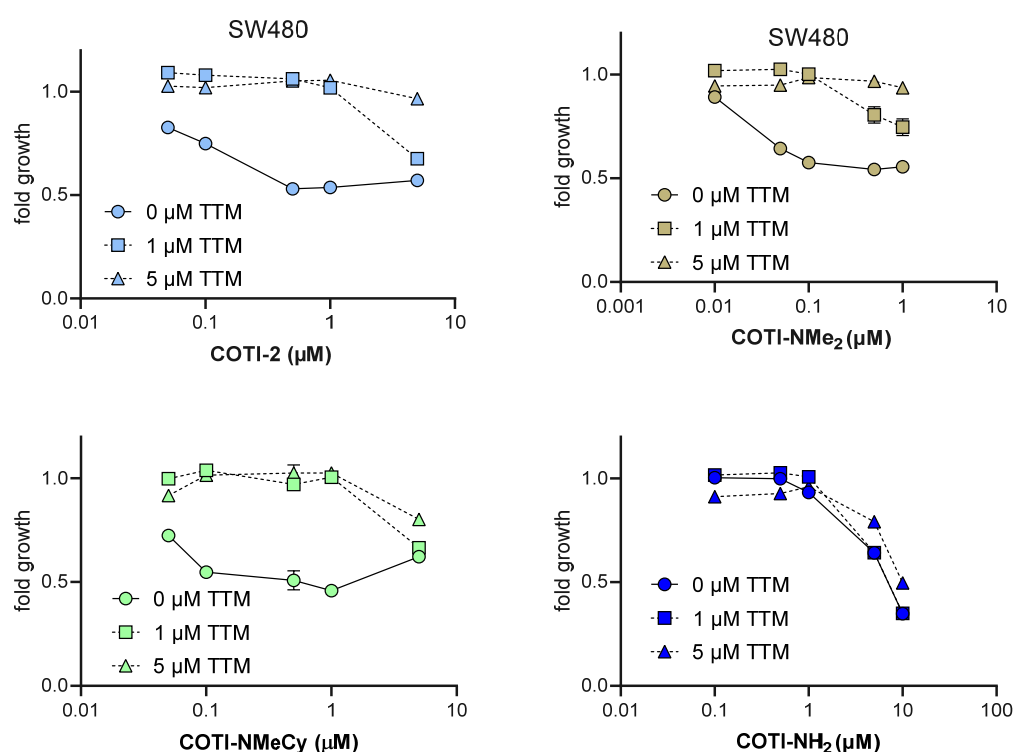 SW480
fold growth
1.0
0.5
0.0
0 µM TTM
1 µM TTM
5 µM TTM
0.01 0.1 1 10
COTI-2 (µM)
SW480
fold growth
1.0
0.5
0.0
0 µM TTM
1 µM TTM
5 µM TTM
0.001 0.01 0.1 1 10
COTI-NMe₂ (µM)
fold growth
1.0
0.5
0.0
0 µM TTM
1 µM TTM
5 µM TTM
0.01 0.1 1 10
COTI-NMeCy (µM)
fold growth
1.0
0.5
0.0
0 µM TTM
1 µM TTM
5 µM TTM
0.01 0.1 1 10 100
COTI-NH₂ (µM)